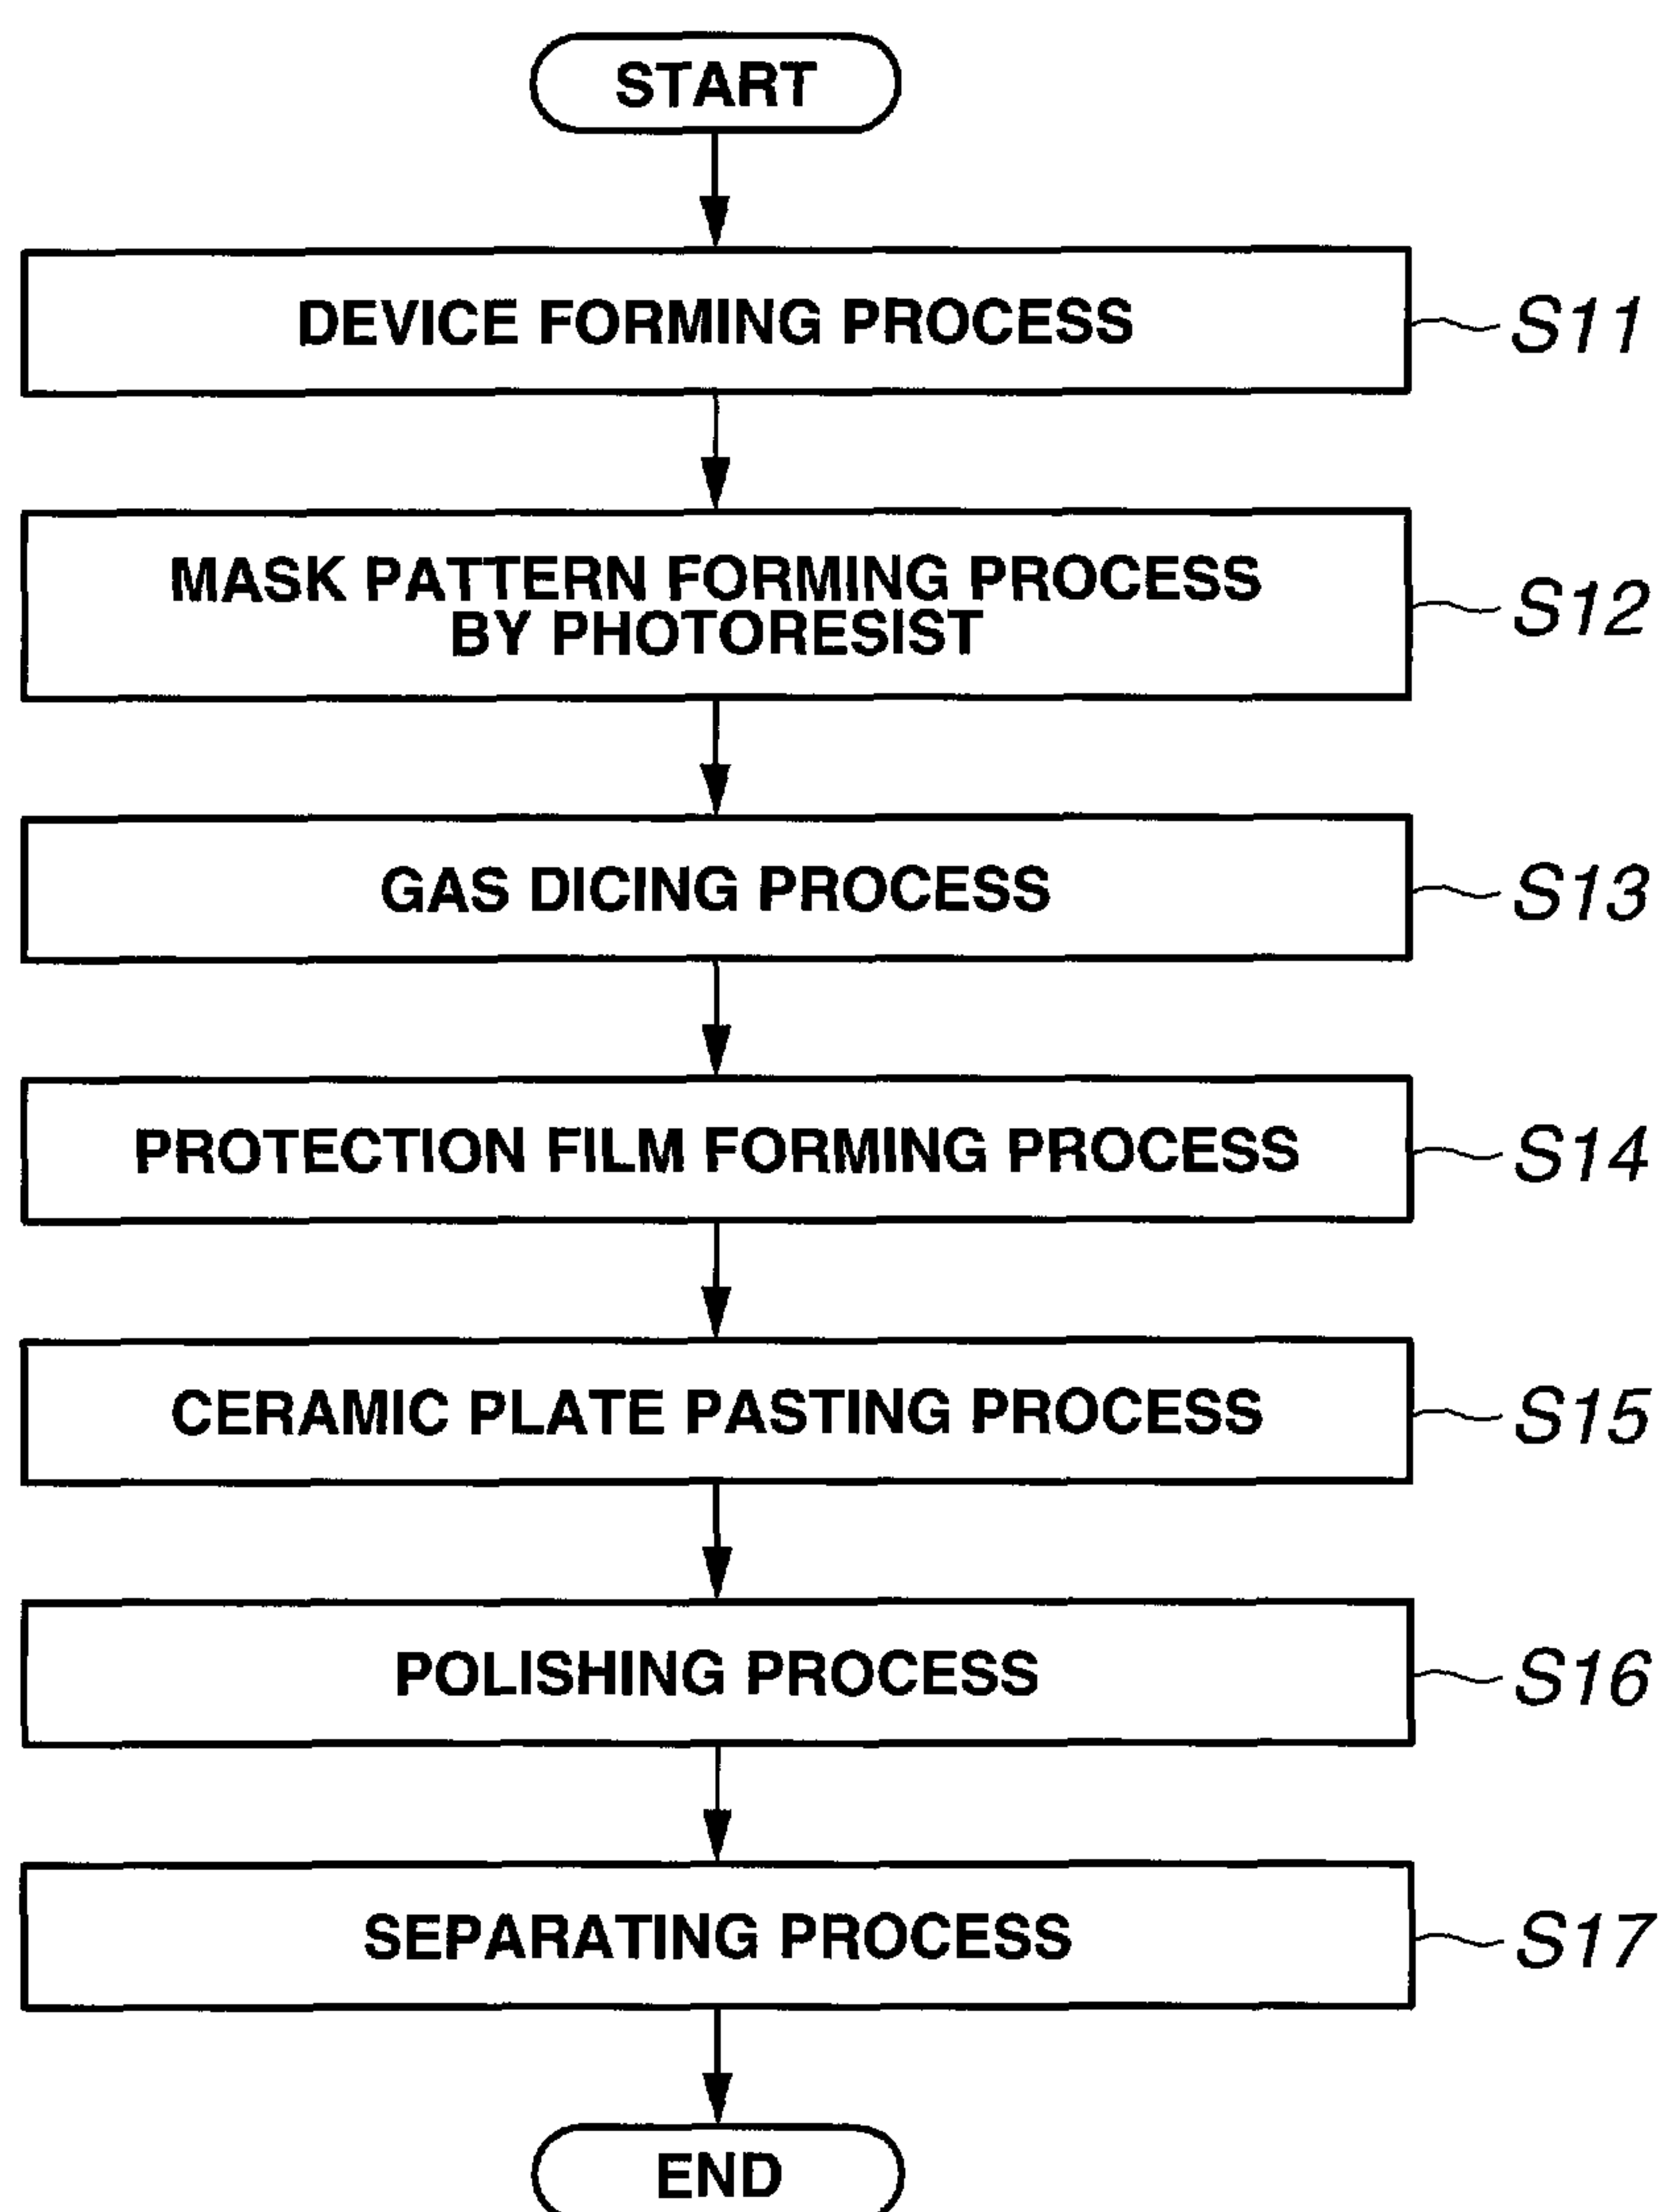 START
DEVICE FORMING PROCESS
S11
MASK PATTERN FORMING PROCESS
BY PHOTORESIST
S12
GAS DICING PROCESS
S13
PROTECTION FILM FORMING PROCESS
S14
CERAMIC PLATE PASTING PROCESS
S15
POLISHING PROCESS
S16
SEPARATING PROCESS
S17
END